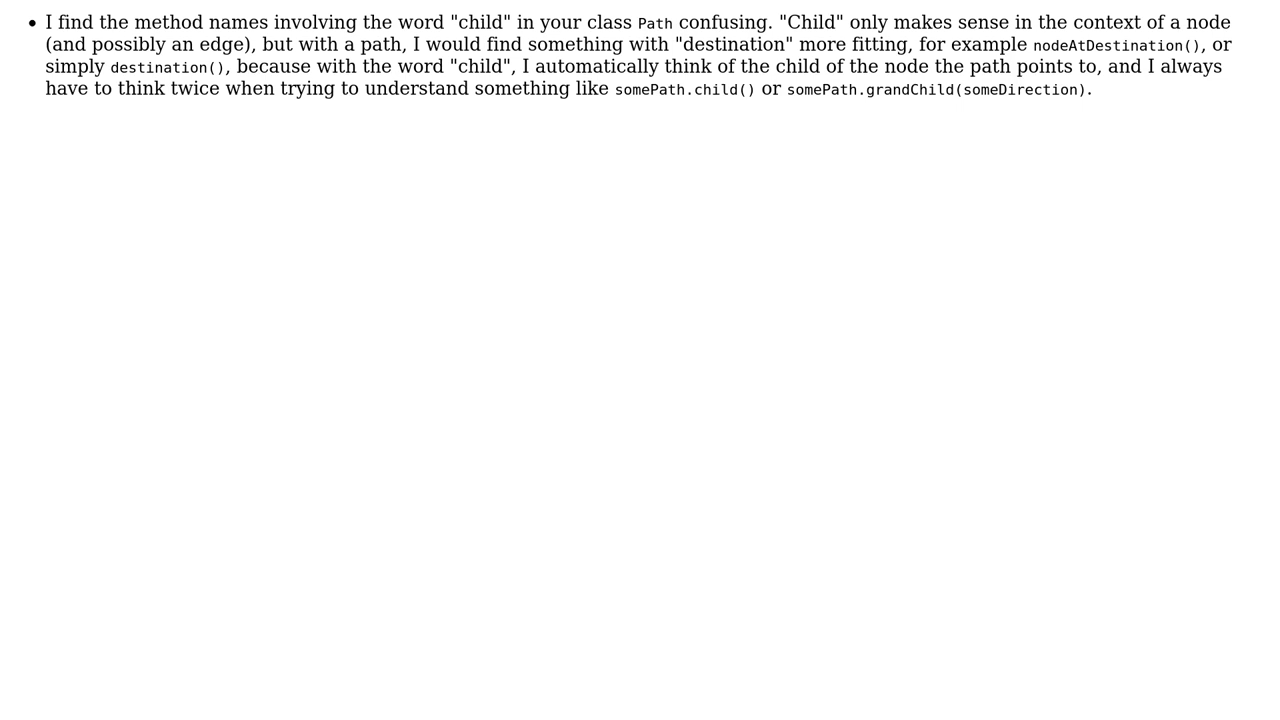 • I find the method names involving the word "child" in your class Path confusing. "Child" only makes sense in the context of a node
(and possibly an edge), but with a path, I would find something with "destination" more fitting, for example nodeAtDestination(), or
simply destination(), because with the word "child", I automatically think of the child of the node the path points to, and I always
have to think twice when trying to understand something like somePath.child() or somePath.grandChild(someDirection).